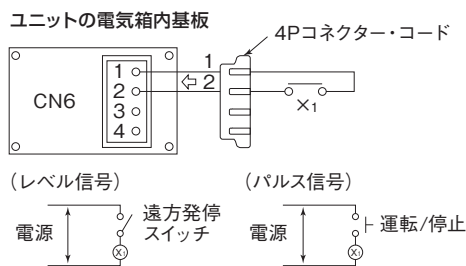 ユニットの電気箱内基板
4Pコネクター・コード
CN6
1
2
3
4
1
2
X1
（レベル信号）
（パルス信号）
電源
遠方発停
スイッチ
X1
電源
運転/停止
X1